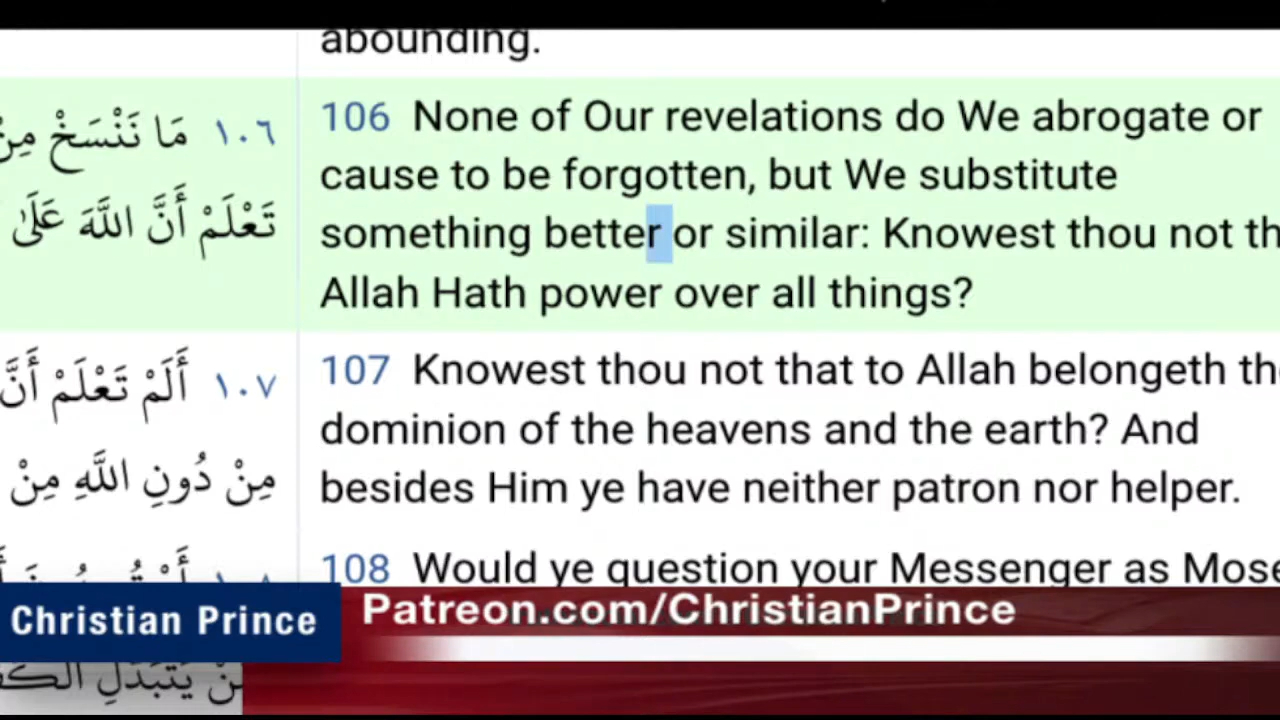 abounding.
١٠٦ مَا نَنْسَخْ
تَعْلَمْ أَنَّ اللَّهَ عَلَىٰ
106 None of Our revelations do We abrogate or
cause to be forgotten, but We substitute
something better or similar: Knowest thou not th
Allah Hath power over all things?
١٠٧ أَلَمْ تَعْلَمْ أَنَّ
مِنْ دُونِ اللَّهِ مِنْ
107 Knowest thou not that to Allah belongeth the
dominion of the heavens and the earth? And
besides Him ye have neither patron nor helper.
108 Would ye question your Messenger as Mose
Christian Prince
Patreon.com/ChristianPrince
يَتَبَدَّلِ